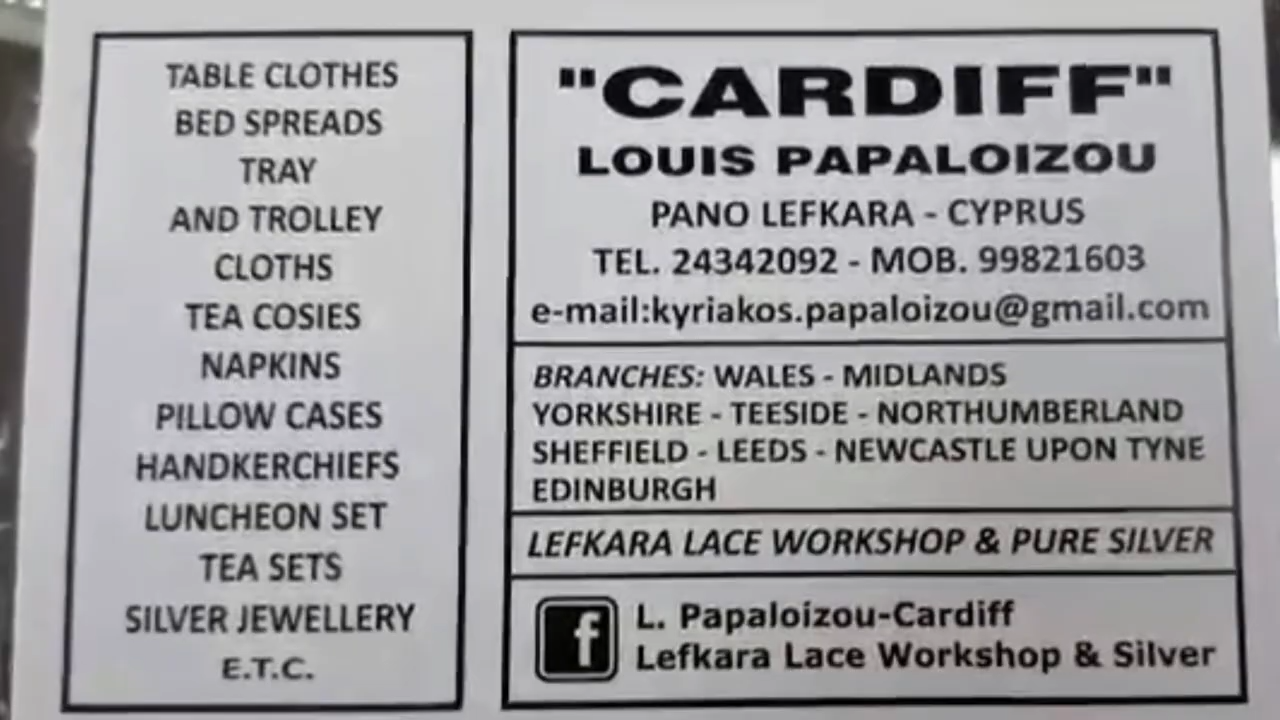 TABLE CLOTHES
BED SPREADS
TRAY
AND TROLLEY
CLOTHS
TEA COSIES
NAPKINS
PILLOW CASES
HANDKERCHIEFS
LUNCHEON SET
TEA SETS
SILVER JEWELLERY
E.T.C.
"CARDIFF"
LOUIS PAPALOIZOU
PANO LEFKARA - CYPRUS
TEL. 24342092 - MOB. 99821603
e-mail:kyriakos.papaloizou@gmail.com
BRANCHES: WALES - MIDLANDS
YORKSHIRE - TEESIDE - NORTHUMBERLAND
SHEFFIELD - LEEDS - NEWCASTLE UPON TYNE
EDINBURGH
LEFKARA LACE WORKSHOP & PURE SILVER
f L. Papaloizou-Cardiff
Lefkara Lace Workshop & Silver